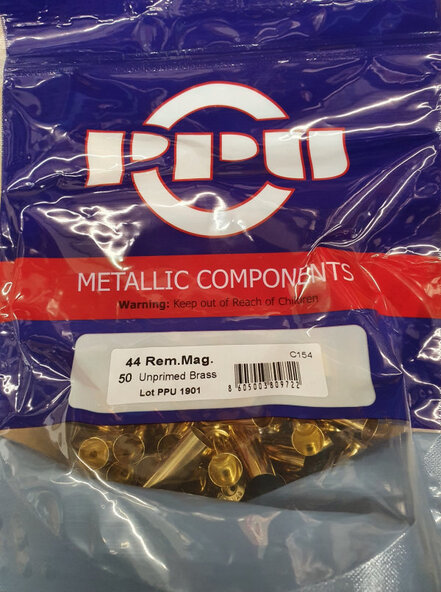 PPU
METALLIC COMPONENTS
Warning: Keep out of Reach of Children
44 Rem.Mag.
C154
50 Unprimed Brass
Lot PPU 1901
8 605003 809722